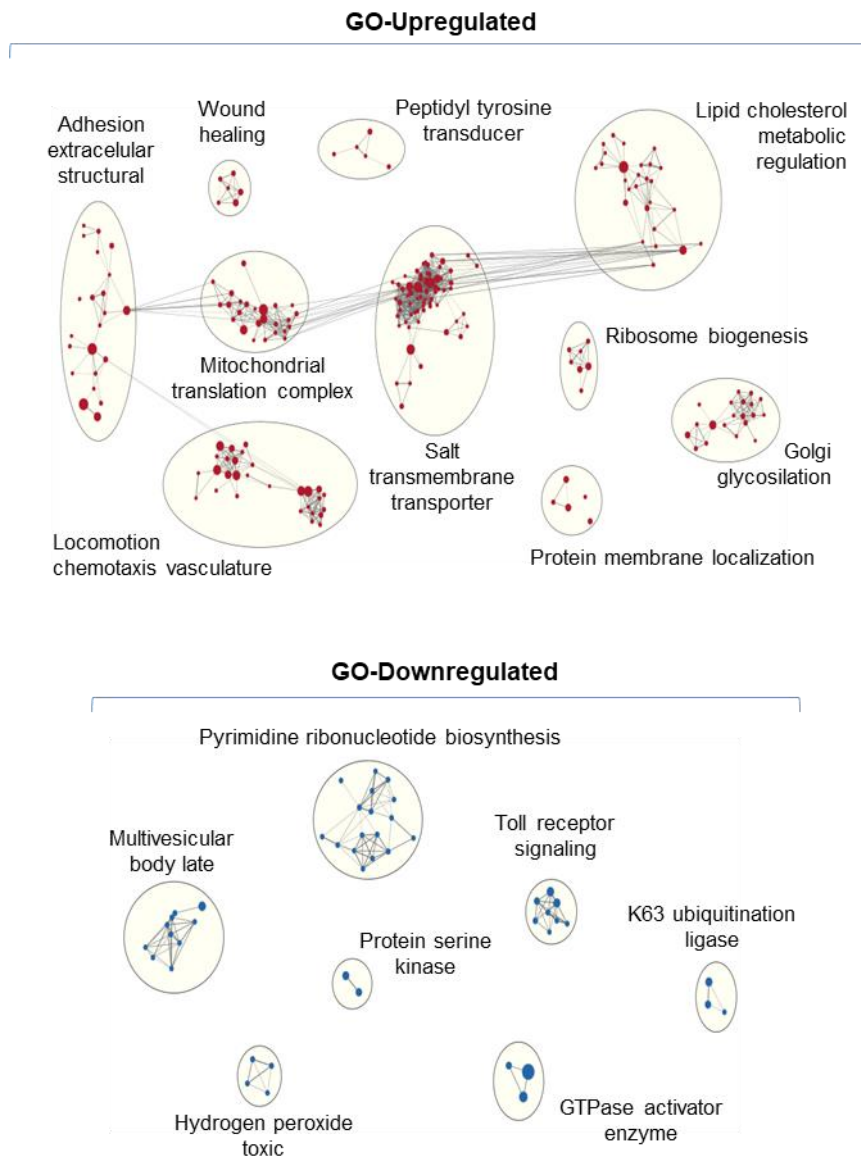 GO-Upregulated
Adhesion
extracelular
structural
Wound
healing
Peptidyl tyrosine
transducer
Lipid cholesterol
metabolic
regulation
Mitochondrial
translation complex
Ribosome biogenesis
Salt
transmembrane
transporter
Golgi
glycosilation
Locomotion
chemotaxis vasculature
Protein membrane localization
GO-Downregulated
Pyrimidine ribonucleotide biosynthesis
Multivesicular
body late
Toll receptor
signaling
Protein serine
kinase
K63 ubiquitination
ligase
Hydrogen peroxide
toxic
GTPase activator
enzyme